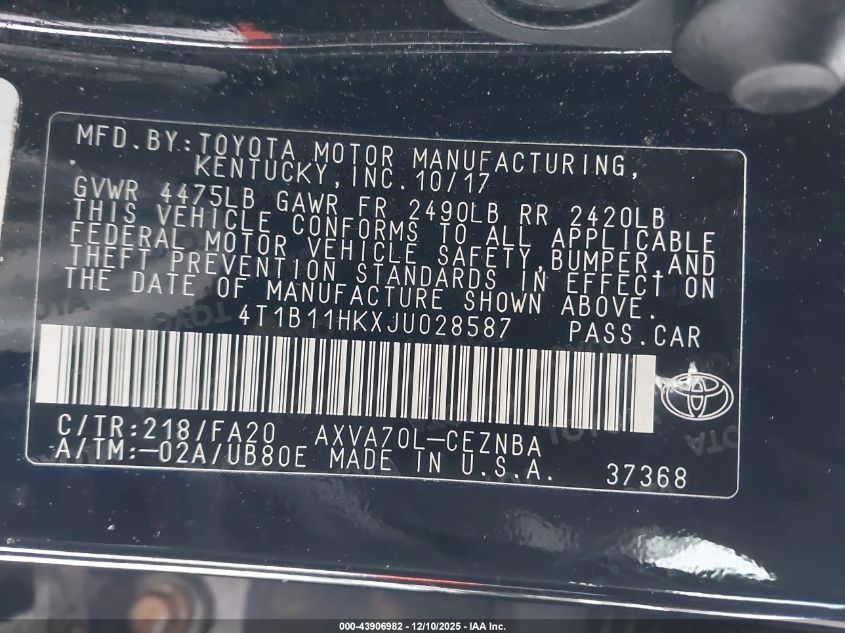 MFD.BY:TOYOTA MOTOR MANUFACTURING,
KENTUCKY,INC.10/17
GVWR 4475LB GAWR FR 2490LB RR 2420LB
THIS VEHICLE CONFORMS TO ALL APPLICABLE
FEDERAL MOTOR VEHICLE SAFETY,BUMPER,AND
THEFT PREVENTION STANDARDS IN EFFECT ON
THE DATE OF MANUFACTURE SHOWN ABOVE.
4T1B11HKXJU028587 PASS.CAR
C/TR:218/FA20 AXVA70L-CEZNBA
A/TM:-02A/UB80E MADE IN U.S.A. 37368
000-43906982 - 12/10/2025 - IAA Inc.